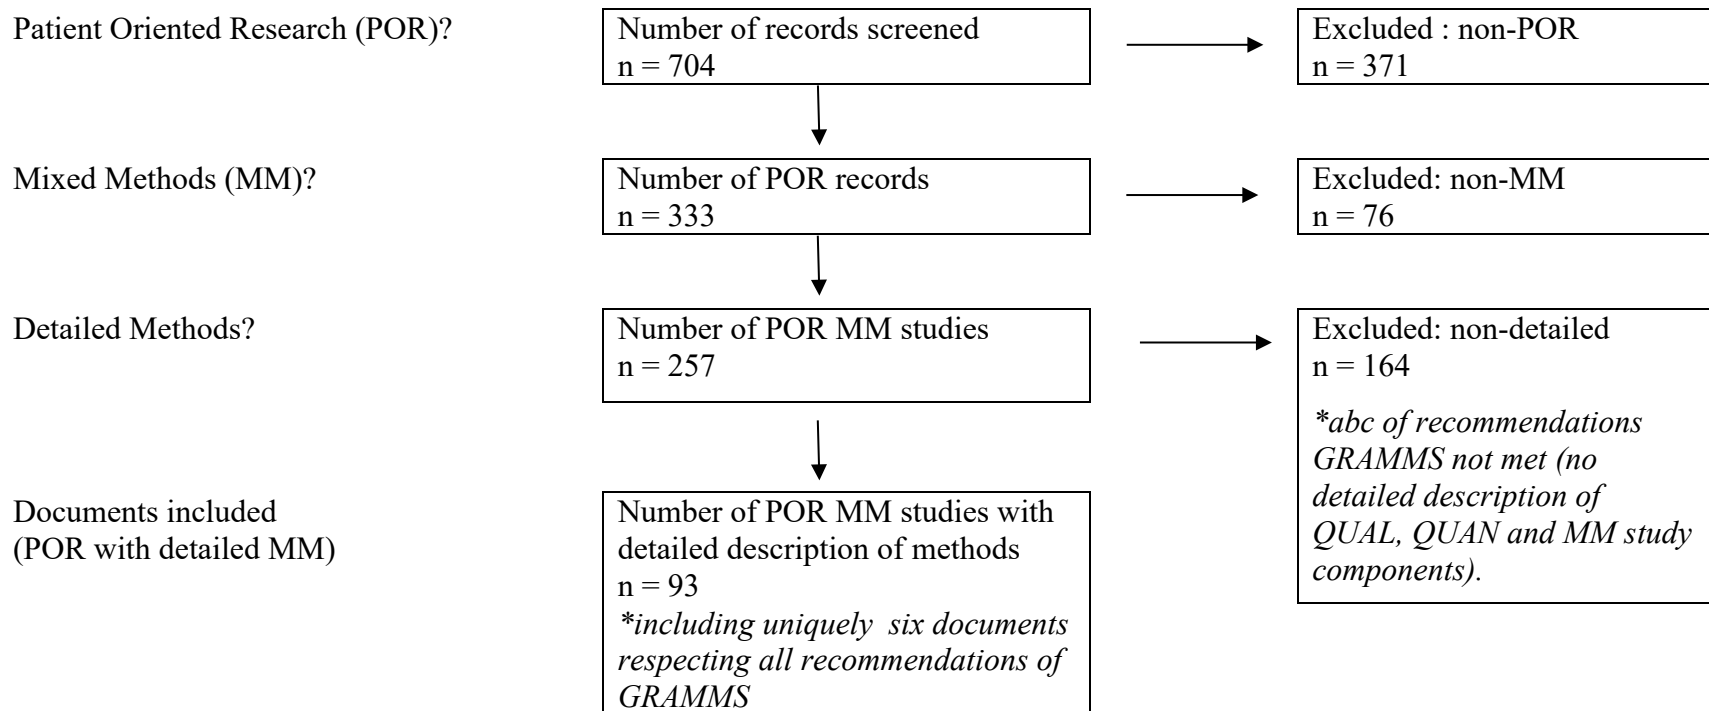 Patient Oriented Research (POR)?
Number of records screened
n = 704
Excluded : non-POR
n = 371
Mixed Methods (MM)?
Number of POR records
n = 333
Excluded: non-MM
n = 76
Detailed Methods?
Number of POR MM studies
n = 257
Excluded: non-detailed
n = 164
*abc of recommendations
GRAMMS not met (no
detailed description of
QUAL, QUAN and MM study
components).
Documents included
(POR with detailed MM)
Number of POR MM studies with
detailed description of methods
n = 93
*including uniquely  six documents
respecting all recommendations of
GRAMMS